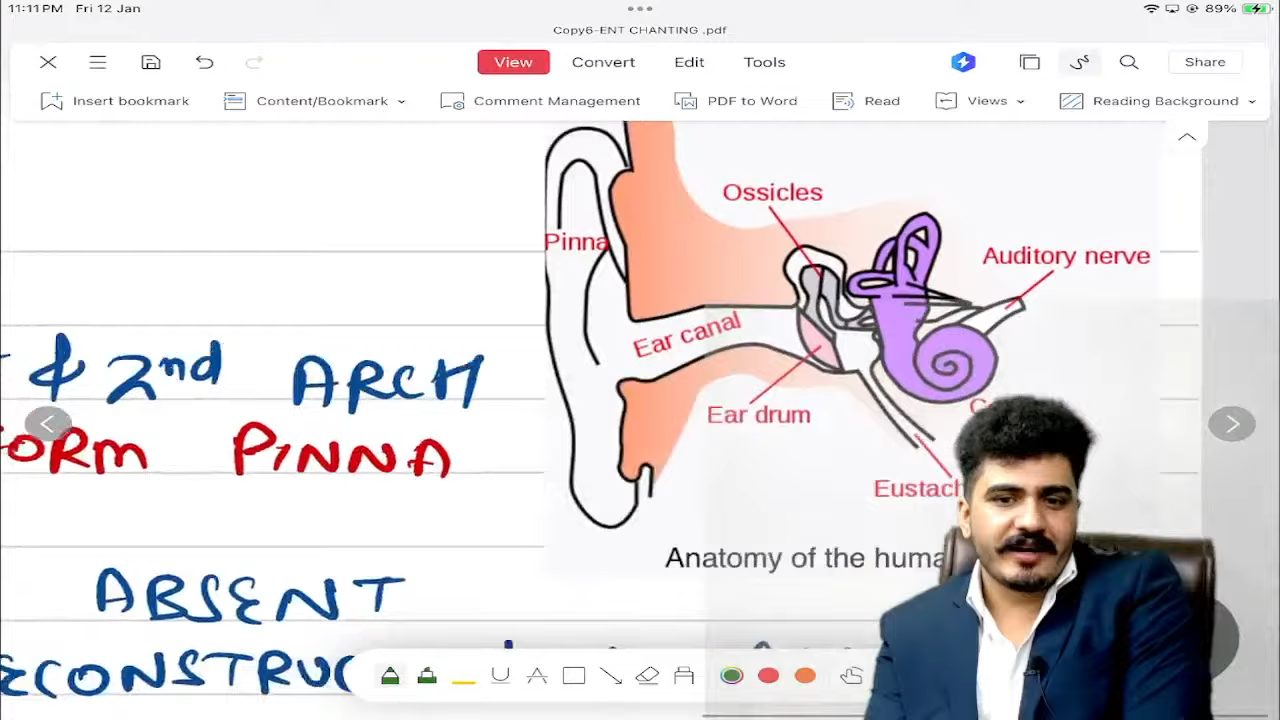 11:11 PM Fri 12 Jan
89%
Copy6-ENT CHANTING .pdf
View Convert Edit Tools Share
Insert bookmark Content/Bookmark Comment Management PDF to Word Read Views Reading Background
Ossicles
Pinna
Auditory nerve
Ear canal
& 2nd ARCH
Ear drum
PINNA
Eustach
Anatomy of the huma
ABSENT